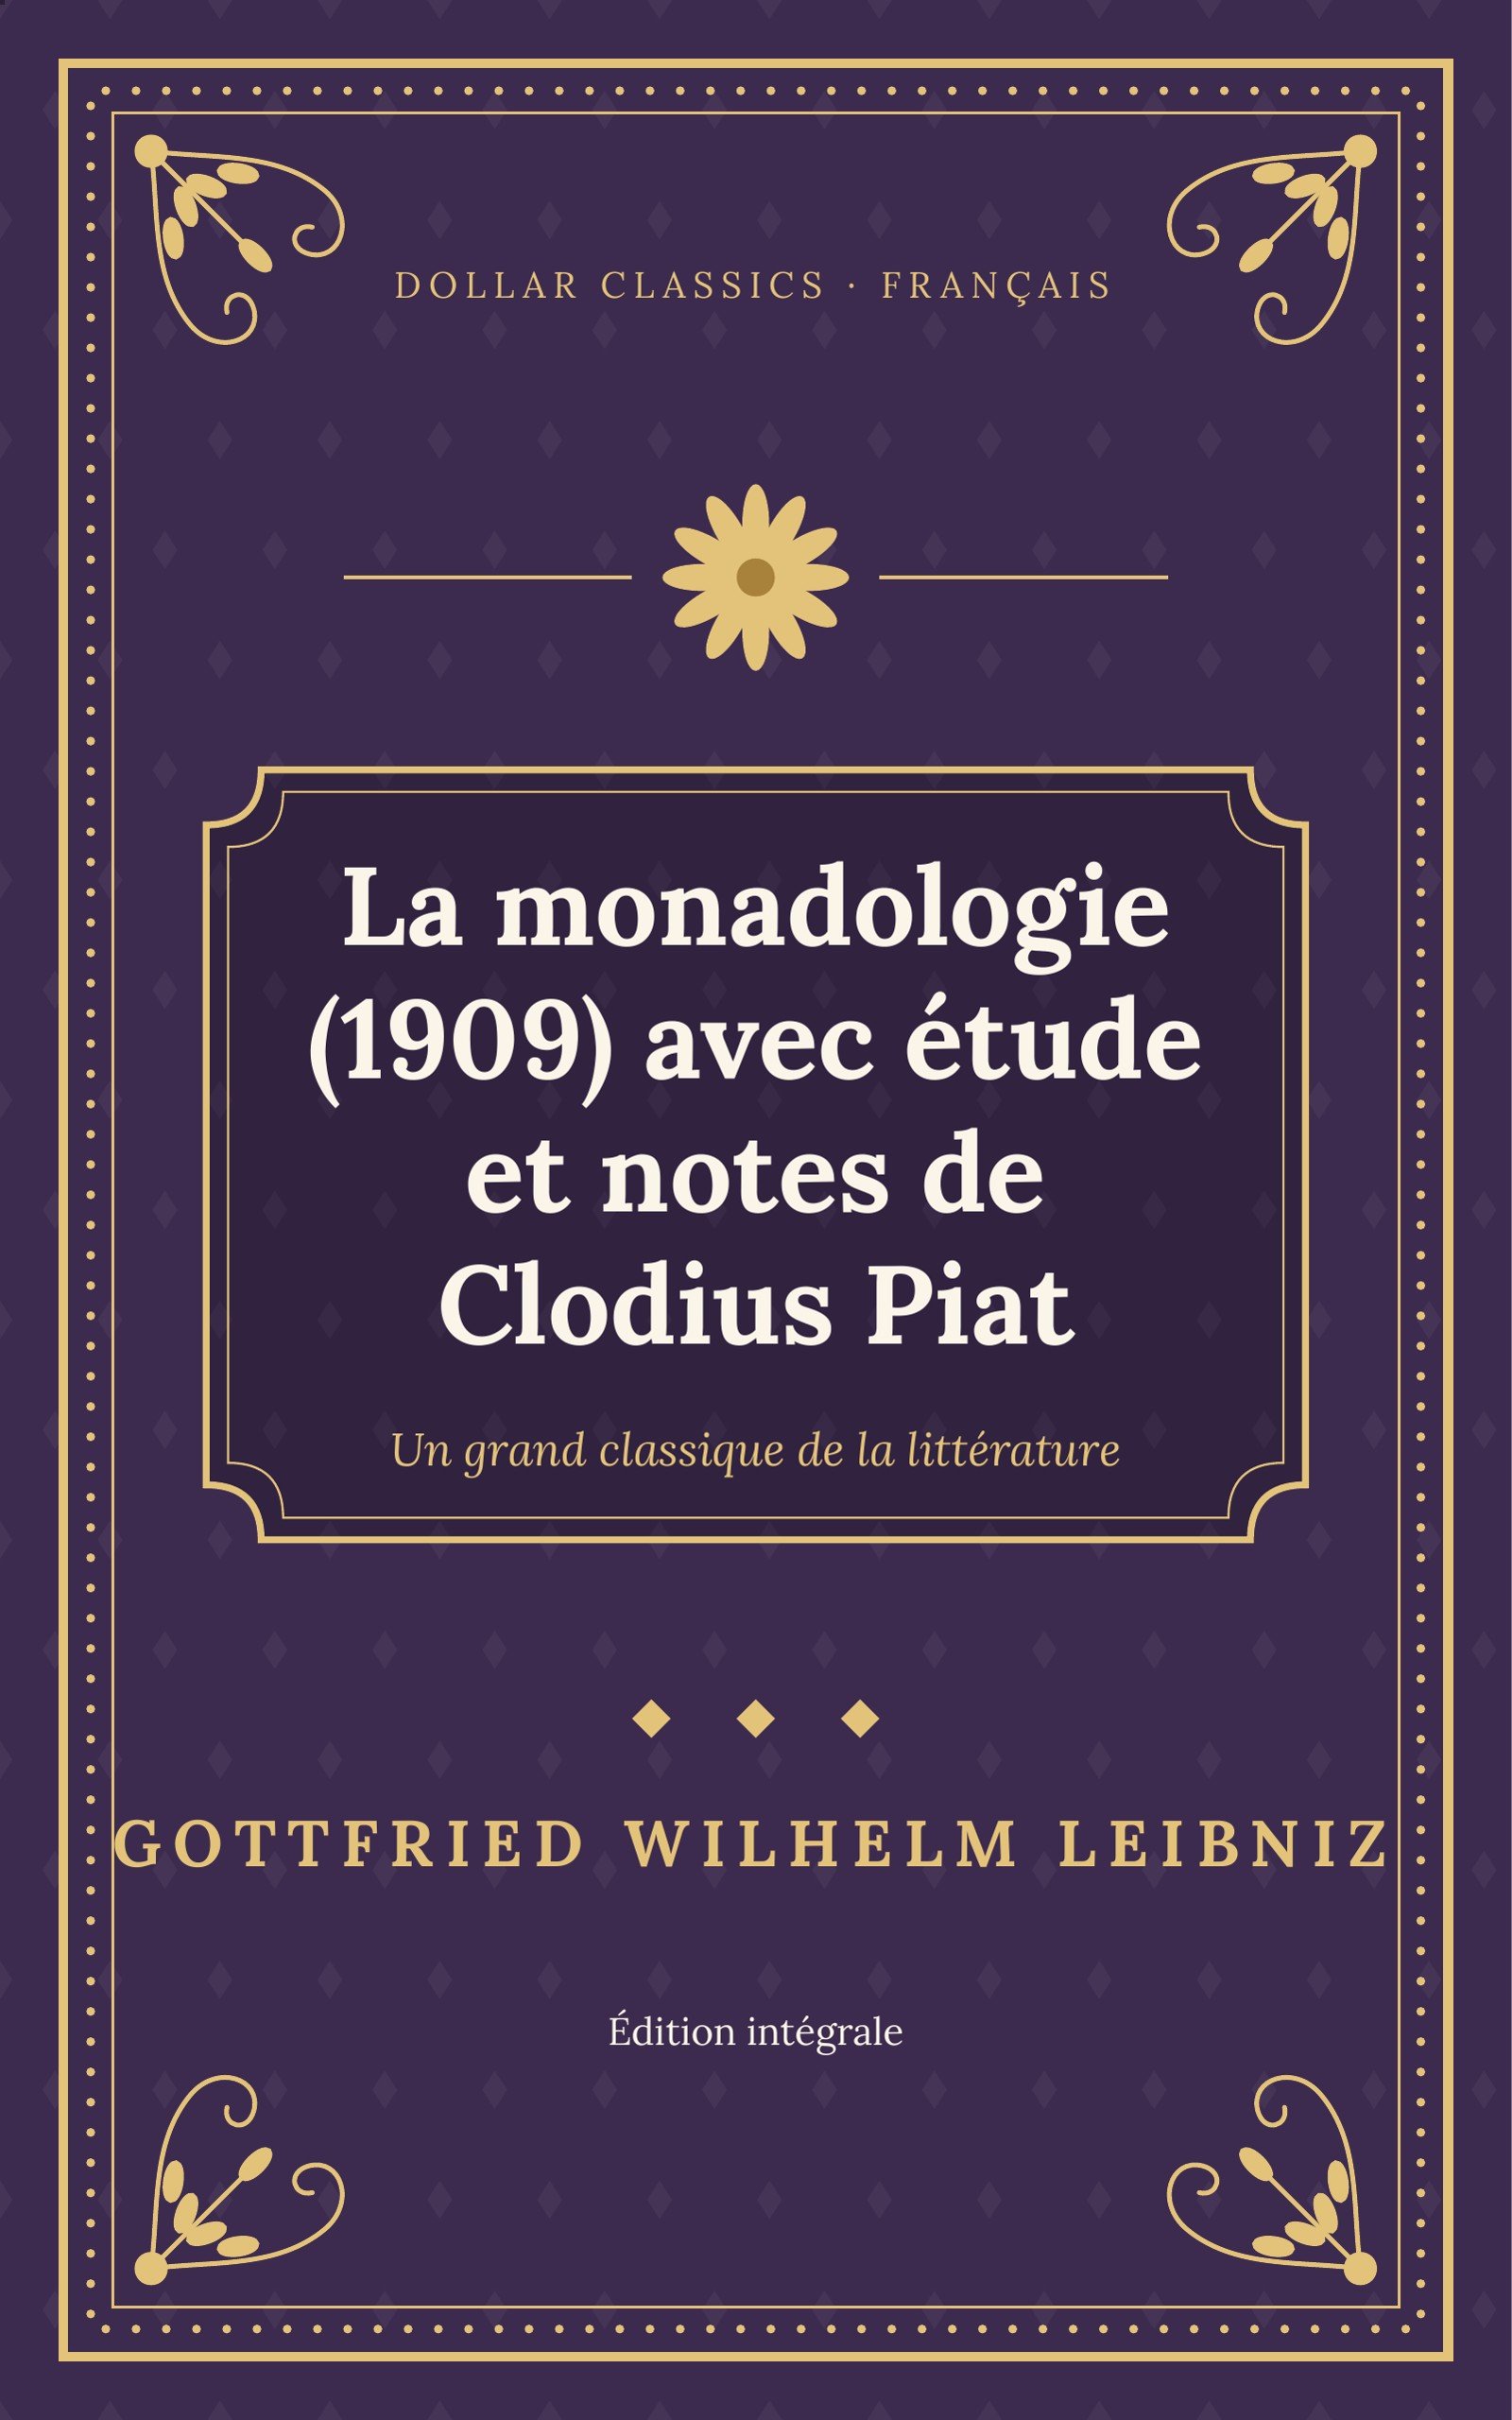 DOLLAR CLASSICS · FRANÇAIS
La monadologie
(1909) avec étude
et notes de
Clodius Piat
Un grand classique de la littérature
GOTTFRIED WILHELM LEIBNIZ
Édition intégrale